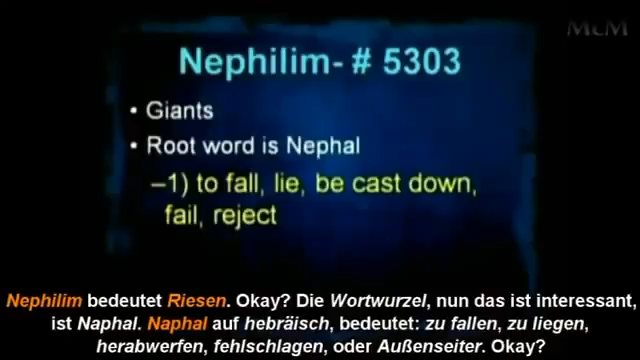 McM
Nephilim- # 5303
• Giants
• Root word is Nephal
–1) to fall, lie, be cast down,
fail, reject
Nephilim bedeutet Riesen. Okay? Die Wortwurzel, nun das ist interessant,
ist Naphal. Naphal auf hebräisch, bedeutet: zu fallen, zu liegen,
herabwerfen, fehlschlagen, oder Außenseiter. Okay?